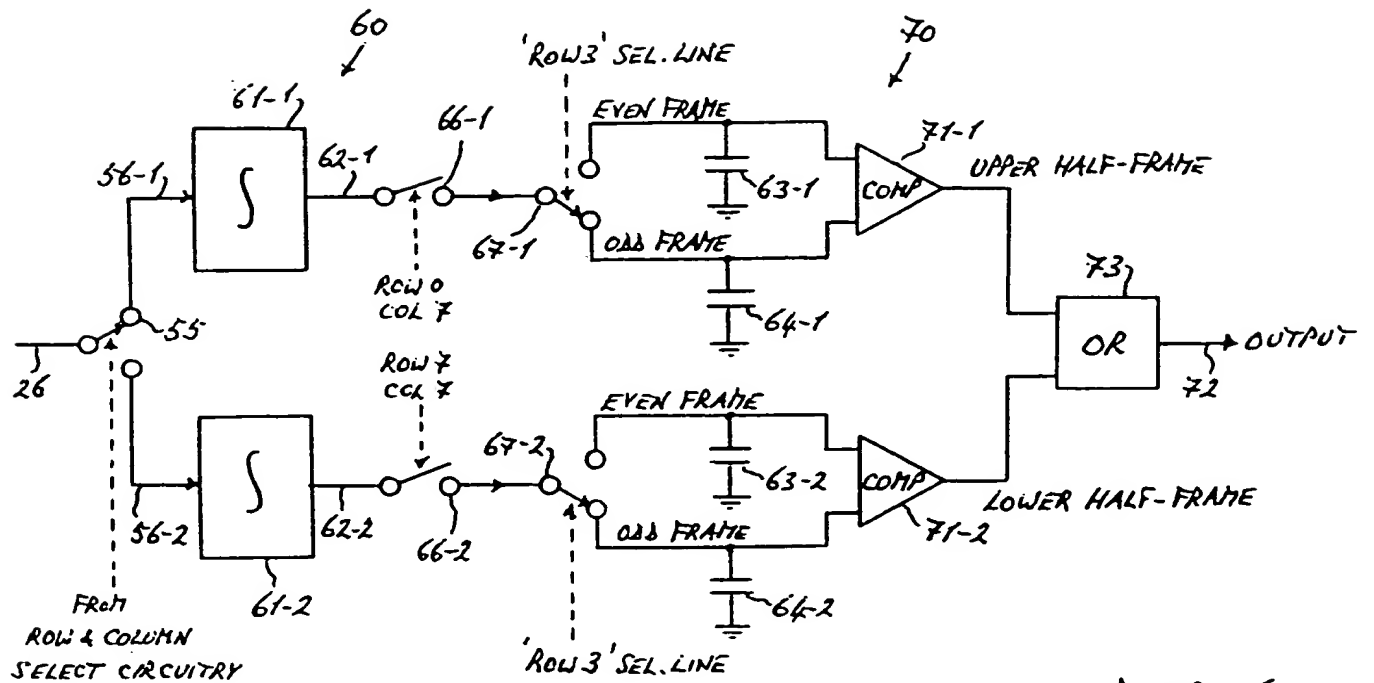 60
70
'ROW3' SEL. LINE
61-1
EVEN FRAME
71-1
66-1
62-1
56-1
∫
63-1
COMP
UPPER HALF-FRAME
67-1
ODD FRAME
ROW 0
COL 7
64-1
73
55
OR
OUTPUT
26
72
ROW 7
COL 7
EVEN FRAME
67-2
∫
63-2
COMP
LOWER HALF-FRAME
56-2
62-2
66-2
ODD FRAME
71-2
61-2
64-2
FROM
ROW & COLUMN
SELECT CIRCUITRY
'ROW3' SEL. LINE